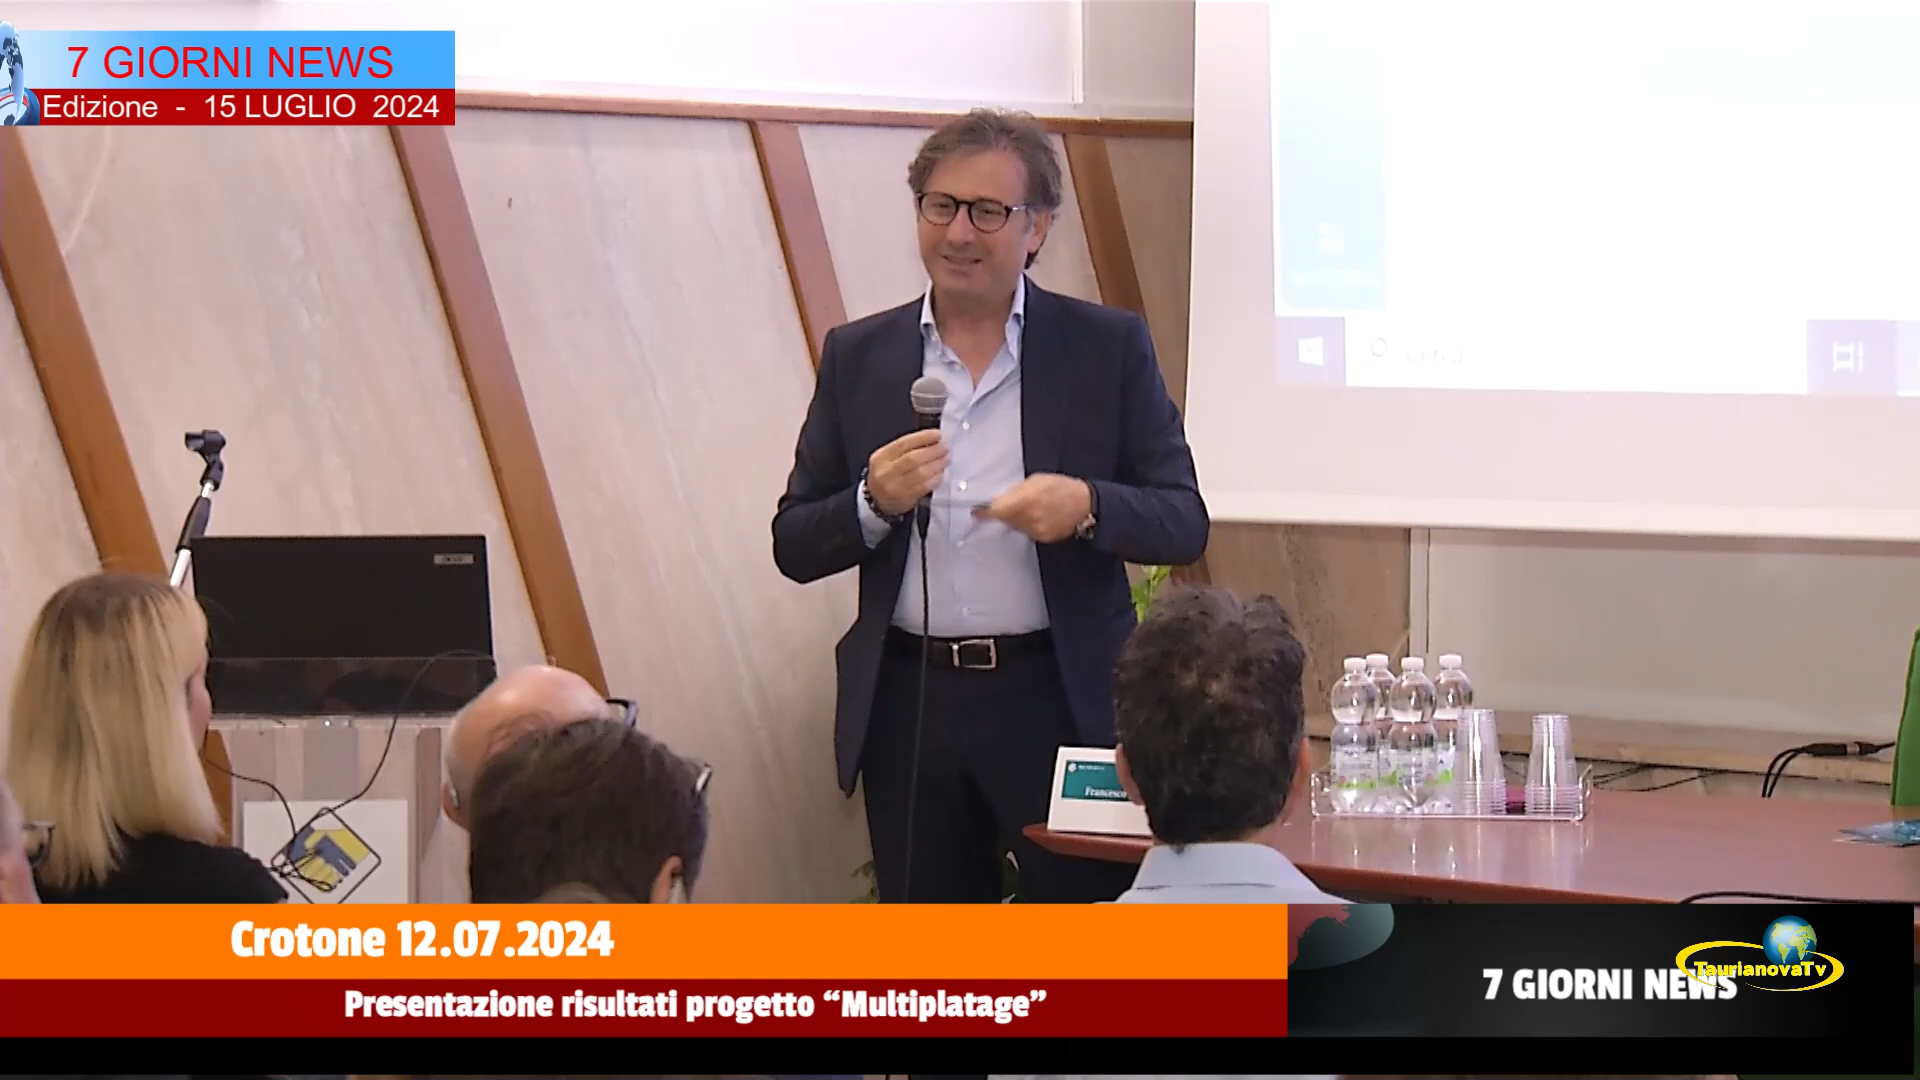 7 GIORNI NEWS
Edizione - 15 LUGLIO 2024
Francesco
Crotone 12.07.2024
Presentazione risultati progetto “Multiplatage”
7 GIORNI NEWS
TaurianovaTv